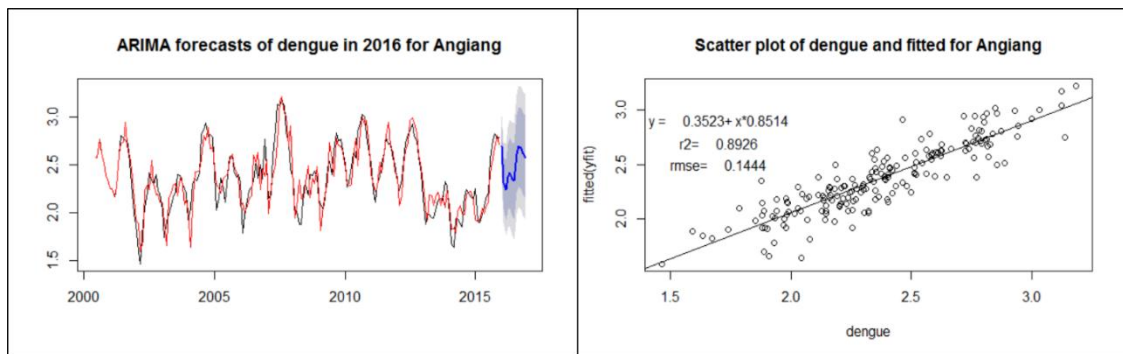 ARIMA forecasts of dengue in 2016 for Angiang
3.0
2.5
2.0
1.5
2000 2005 2010 2015
Scatter plot of dengue and fitted for Angiang
y = 0.3523+ x*0.8514
r2= 0.8926
rmse= 0.1444
fitted(yfit)
3.0
2.5
2.0
1.5 2.0 2.5 3.0
dengue